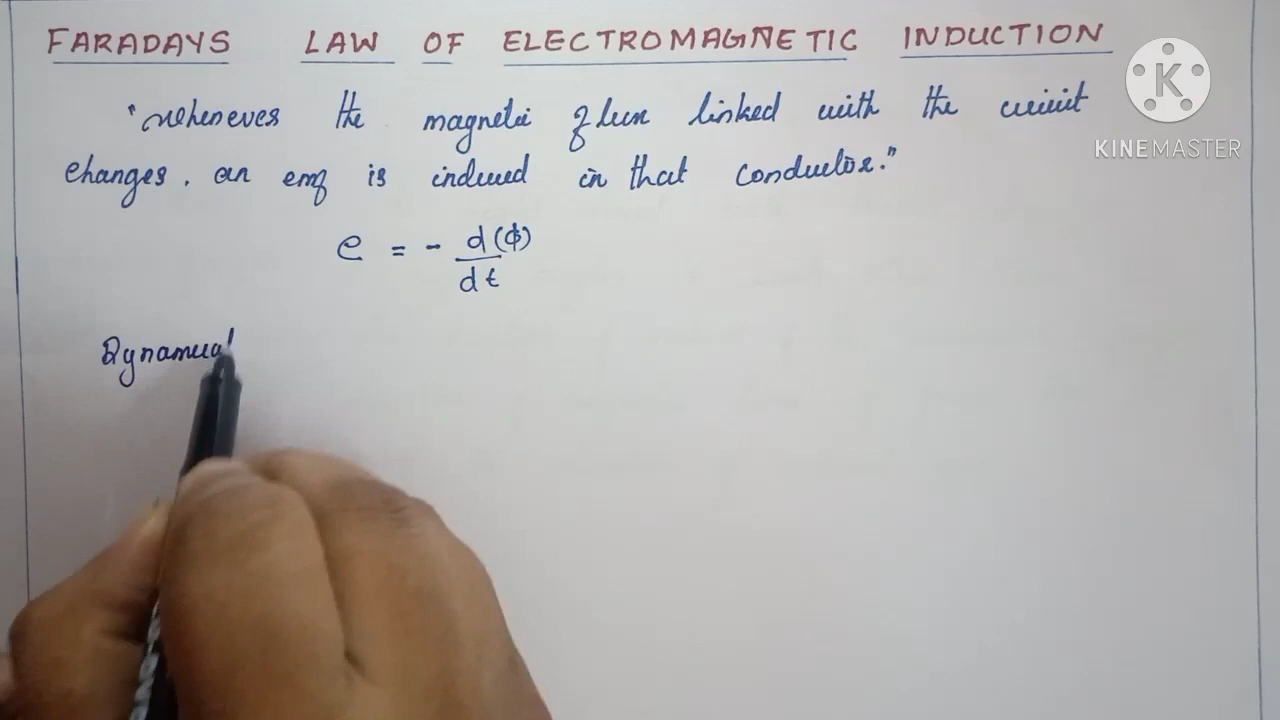 FARADAYS LAW OF ELECTROMAGNETIC INDUCTION
"Whenever the magnetic flux linked with the circuit
changes, an emf is induced in that conductor."
e = - d(ϕ)
dt
Dynamical
K
KINEMASTER